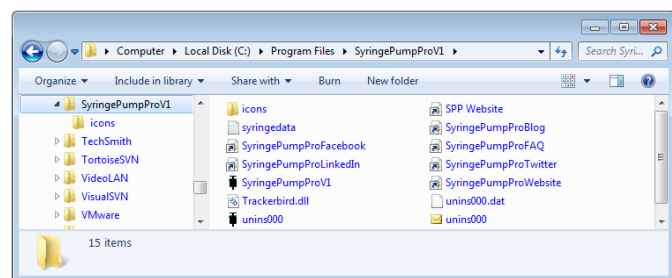 Computer Local Disk (C:) Program Files SyringePumpProV1 Search Syri...
Organize Include in library Share with Burn New folder
SyringePumpProV1
icons
TechSmith
TortoiseSVN
VideoLAN
VisualSVN
VMware
icons
syringedata
SyringePumpProFacebook
SyringePumpProLinkedIn
SyringePumpProV1
Trackerbird.dll
unins000
SPP Website
SyringePumpProBlog
SyringePumpProFAQ
SyringePumpProTwitter
SyringePumpProWebsite
unins000.dat
unins000
15 items